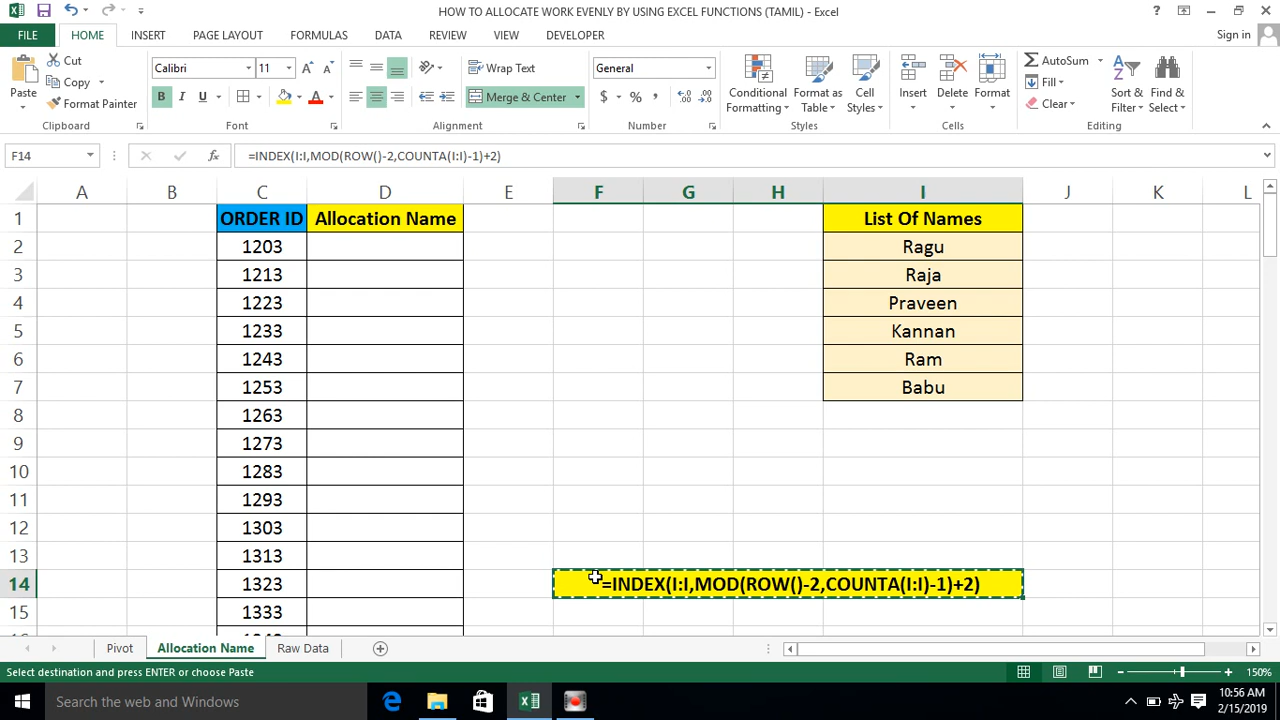 HOW TO ALLOCATE WORK EVENLY BY USING EXCEL FUNCTIONS (TAMIL) - Excel
FILE HOME INSERT PAGE LAYOUT FORMULAS DATA REVIEW VIEW DEVELOPER Sign in
Paste
Cut
Copy
Format Painter
Clipboard
Calibri 11
B I U
Font
Wrap Text
Merge & Center
Alignment
General
$ % ,
Number
Conditional Formatting
Format as Table
Cell Styles
Styles
Insert
Delete
Format
Cells
AutoSum
Fill
Clear
Sort & Filter
Find & Select
Editing
F14 fx =INDEX(I:I,MOD(ROW()-2,COUNTA(I:I)-1)+2)
A B C D E F G H I J K L
1 ORDER ID Allocation Name List Of Names
2 1203 Ragu
3 1213 Raja
4 1223 Praveen
5 1233 Kannan
6 1243 Ram
7 1253 Babu
8 1263
9 1273
10 1283
11 1293
12 1303
13 1313
14 1323 =INDEX(I:I,MOD(ROW()-2,COUNTA(I:I)-1)+2)
15 1333
Pivot Allocation Name Raw Data
Select destination and press ENTER or choose Paste 150%
Search the web and Windows
10:56 AM
2/15/2019